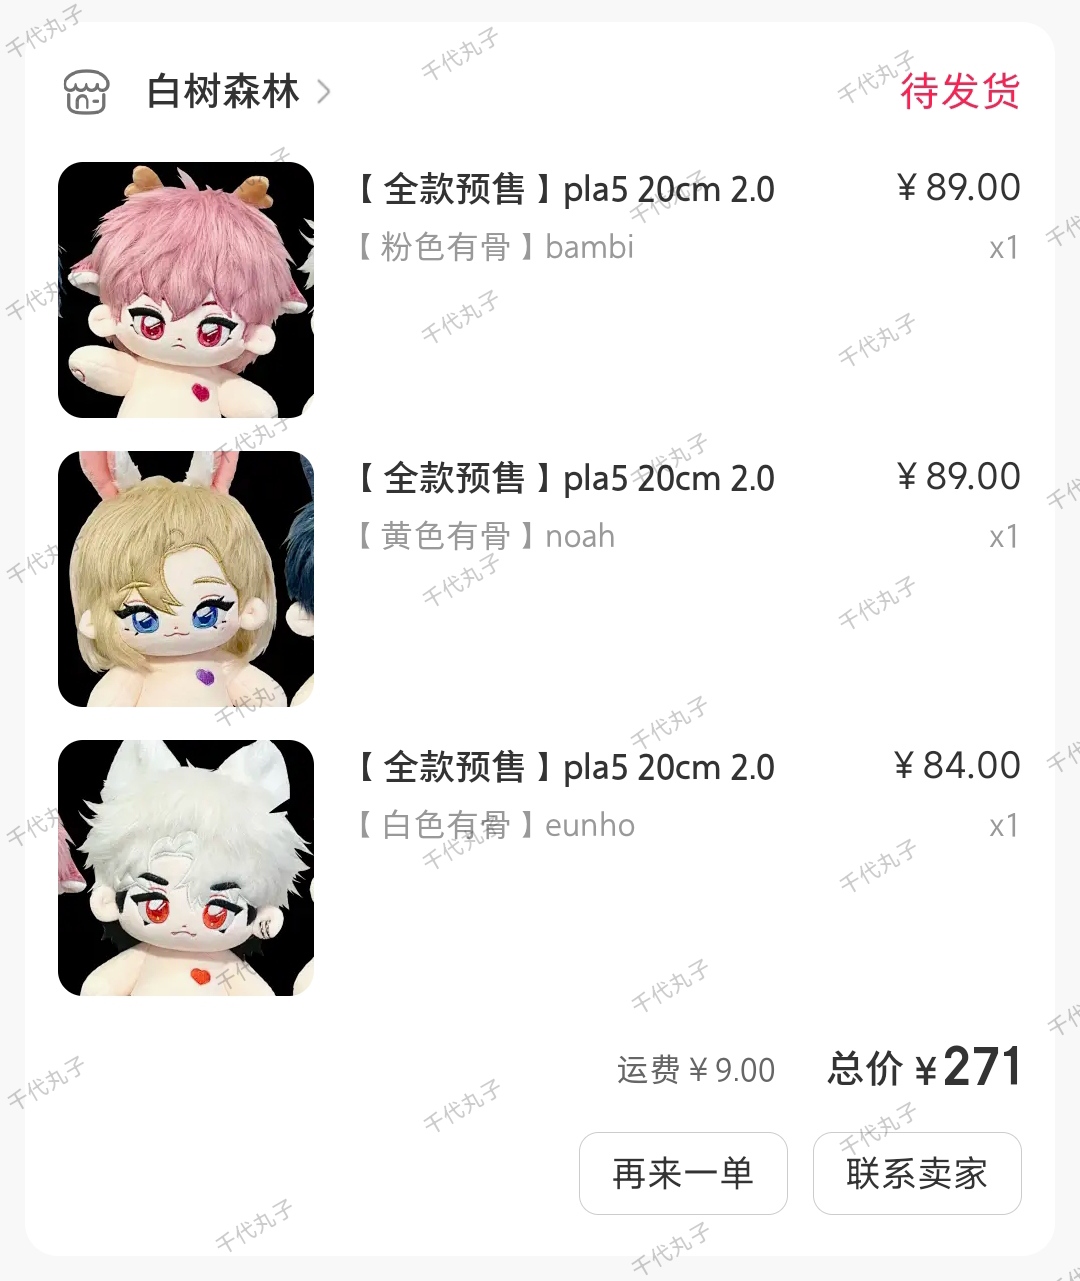 白树森林
待发货
【全款预售】pla5 20cm 2.0
¥89.00
【粉色有骨】bambi
x1
【全款预售】pla5 20cm 2.0
¥89.00
【黄色有骨】noah
x1
【全款预售】pla5 20cm 2.0
¥84.00
【白色有骨】eunho
x1
运费¥9.00 总价¥271
再来一单
联系卖家
千代丸子